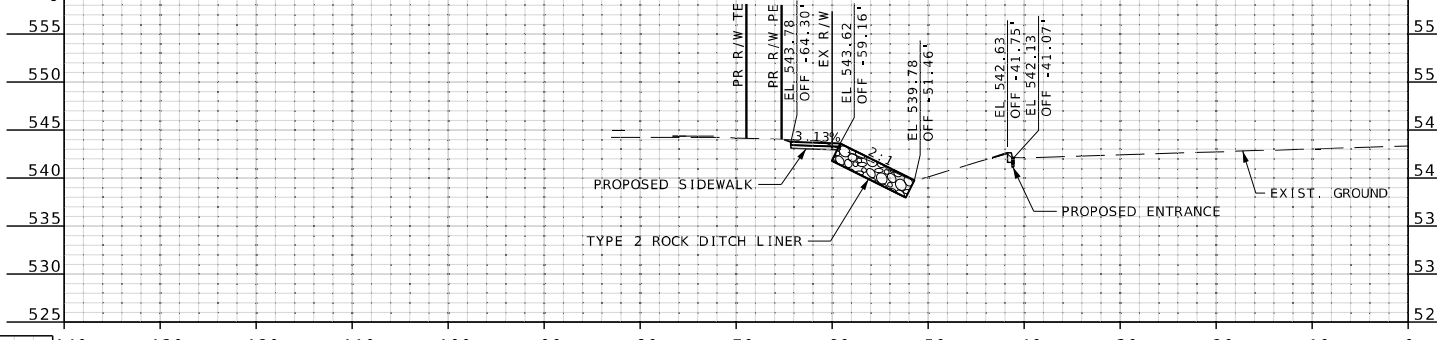 555
550
545
540
535
530
525
PR R/W TE
PR R/W PE
EL 543.78
OFF -64.30'
EX R/W
EL 543.62
OFF -59.16'
EL 539.78
OFF -51.46'
EL 542.63
OFF -41.75'
EL 542.13
OFF -41.07'
3.13%
2:1
PROPOSED SIDEWALK
TYPE 2 ROCK DITCH LINER
PROPOSED ENTRANCE
EXIST. GROUND
55
55
54
54
53
53
52